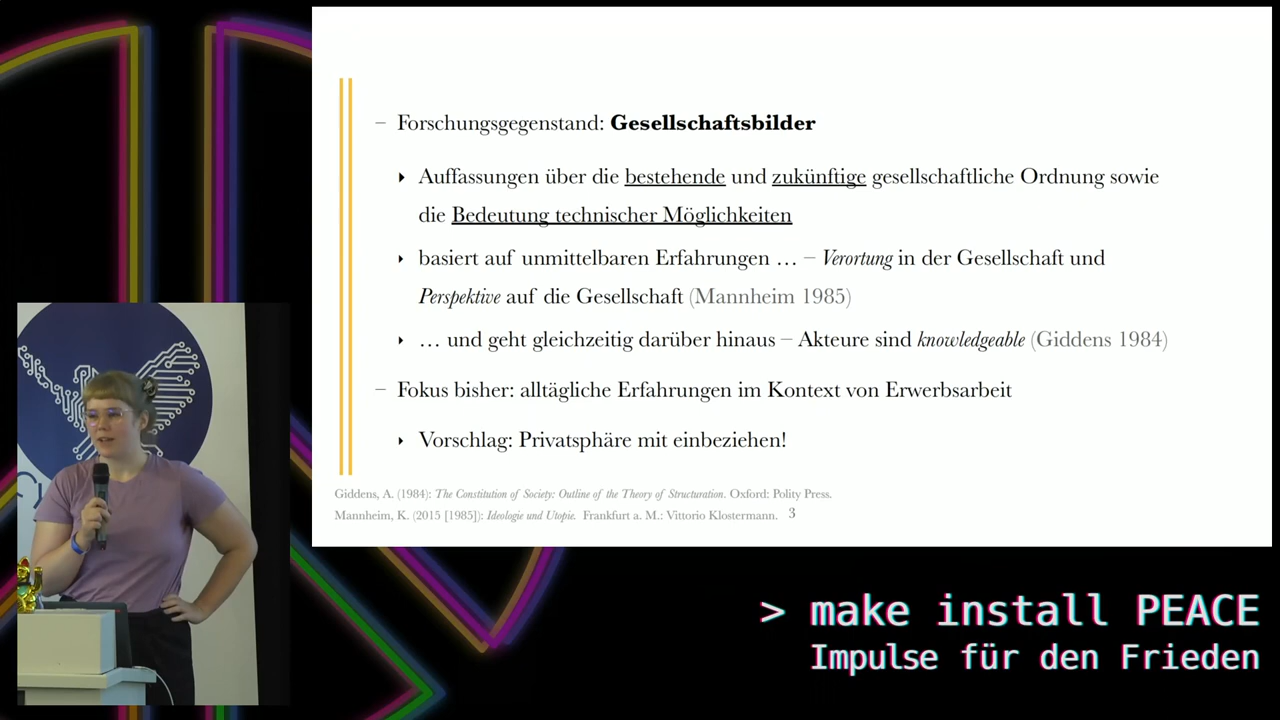 – Forschungsgegenstand: Gesellschaftsbilder
Auffassungen über die bestehende und zukünftige gesellschaftliche Ordnung sowie
die Bedeutung technischer Möglichkeiten
basiert auf unmittelbaren Erfahrungen … – Verortung in der Gesellschaft und
Perspektive auf die Gesellschaft (Mannheim 1985)
… und geht gleichzeitig darüber hinaus – Akteure sind knowledgeable (Giddens 1984)
– Fokus bisher: alltägliche Erfahrungen im Kontext von Erwerbsarbeit
Vorschlag: Privatsphäre mit einbeziehen!
Giddens, A. (1984): The Constitution of Society: Outline of the Theory of Structuration. Oxford: Polity Press.
Mannheim, K. (2015 [1985]): Ideologie und Utopie. Frankfurt a. M.: Vittorio Klostermann. 3
> make install PEACE
Impulse für den Frieden